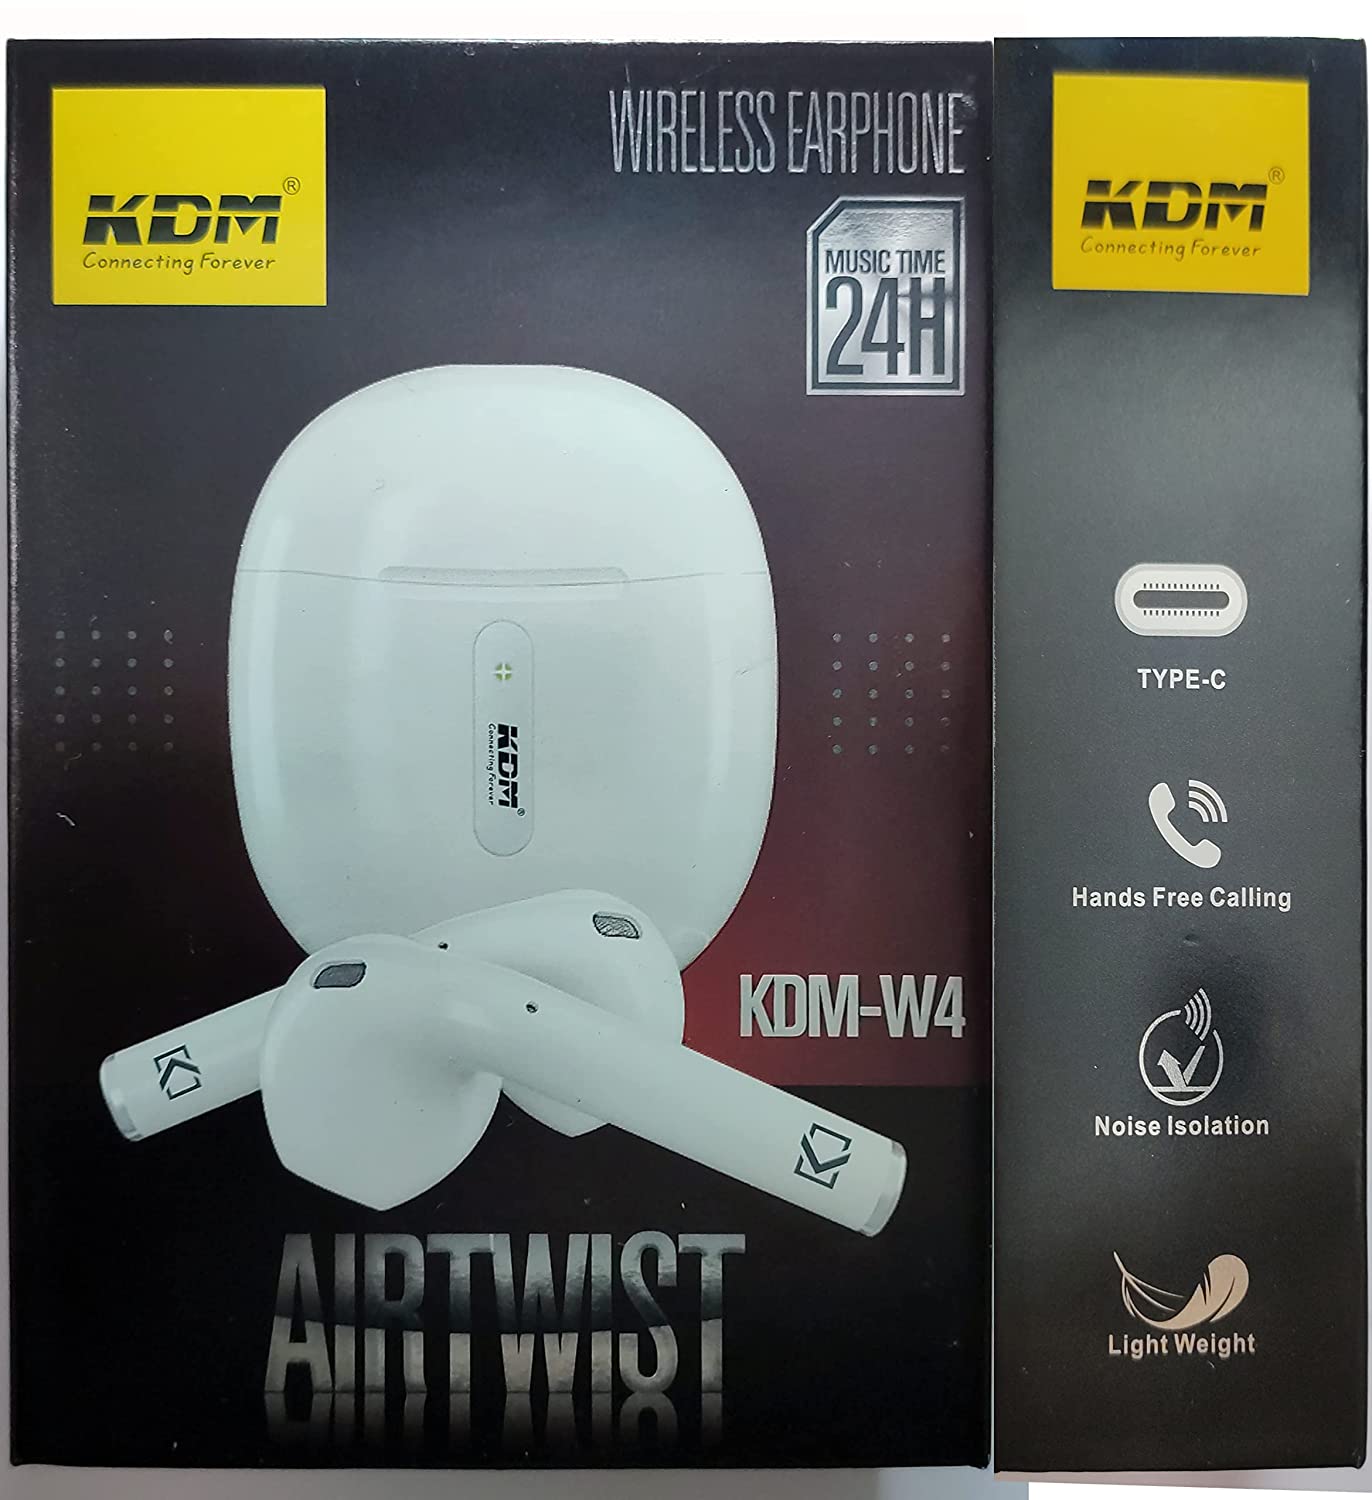 KDM®
Connecting Forever
WIRELESS EARPHONE
MUSIC TIME
24H
KDM®
Connecting Forever
KDM-W4
AIRTWIST
KDM®
Connecting Forever
TYPE-C
Hands Free Calling
Noise Isolation
Light Weight